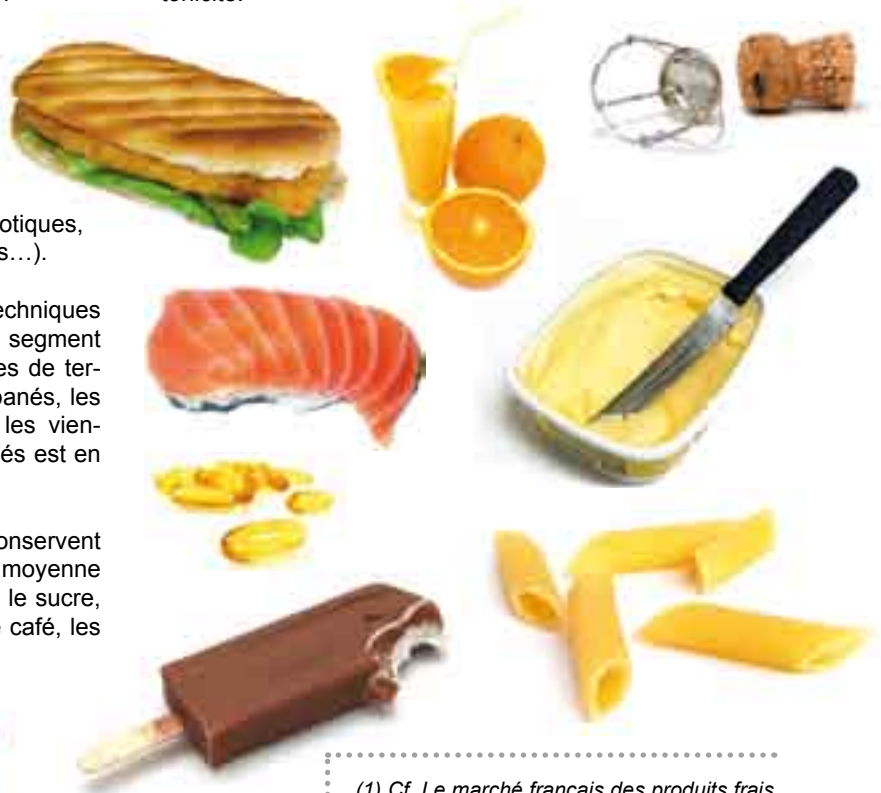 otiques,
s…).
echniques
segment
es de ter-
panés, les
les vien-
és est en
onservent
moyenne
le sucre,
e café, les
(1) Cf. Le marché français des produits frais